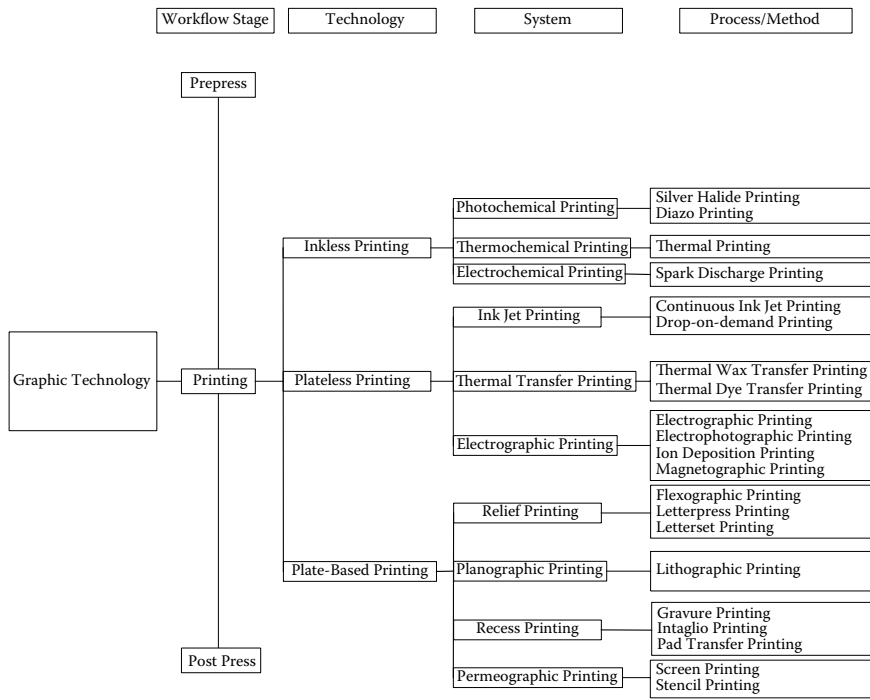 Workflow Stage
Technology
System
Process/Method
Prepress
Photochemical Printing
Silver Halide Printing
Diazo Printing
Inkless Printing
Thermochemical Printing
Thermal Printing
Electrochemical Printing
Spark Discharge Printing
Ink Jet Printing
Continuous Ink Jet Printing
Drop-on-demand Printing
Graphic Technology
Printing
Plateless Printing
Thermal Transfer Printing
Thermal Wax Transfer Printing
Thermal Dye Transfer Printing
Electrographic Printing
Electrographic Printing
Electrophotographic Printing
Ion Deposition Printing
Magnetographic Printing
Relief Printing
Flexographic Printing
Letterpress Printing
Letterset Printing
Plate-Based Printing
Planographic Printing
Lithographic Printing
Recess Printing
Gravure Printing
Intaglio Printing
Pad Transfer Printing
Post Press
Permeographic Printing
Screen Printing
Stencil Printing